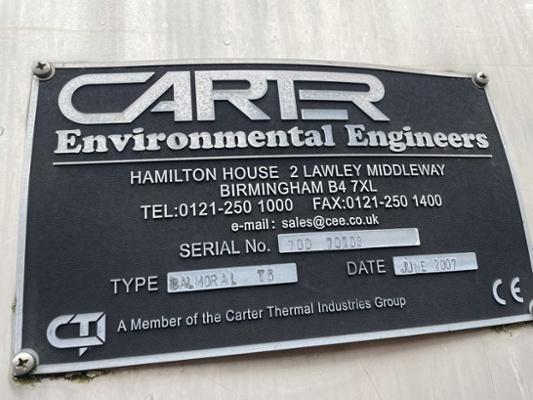 CARTER
Environmental Engineers
HAMILTON HOUSE 2 LAWLEY MIDDLEWAY
BIRMINGHAM B4 7XL
TEL:0121-250 1000 FAX:0121-250 1400
e-mail: sales@cee.co.uk
SERIAL No.
TYPE BALMORAL T6 DATE JUNE 2007
CE
CTI A Member of the Carter Thermal Industries Group